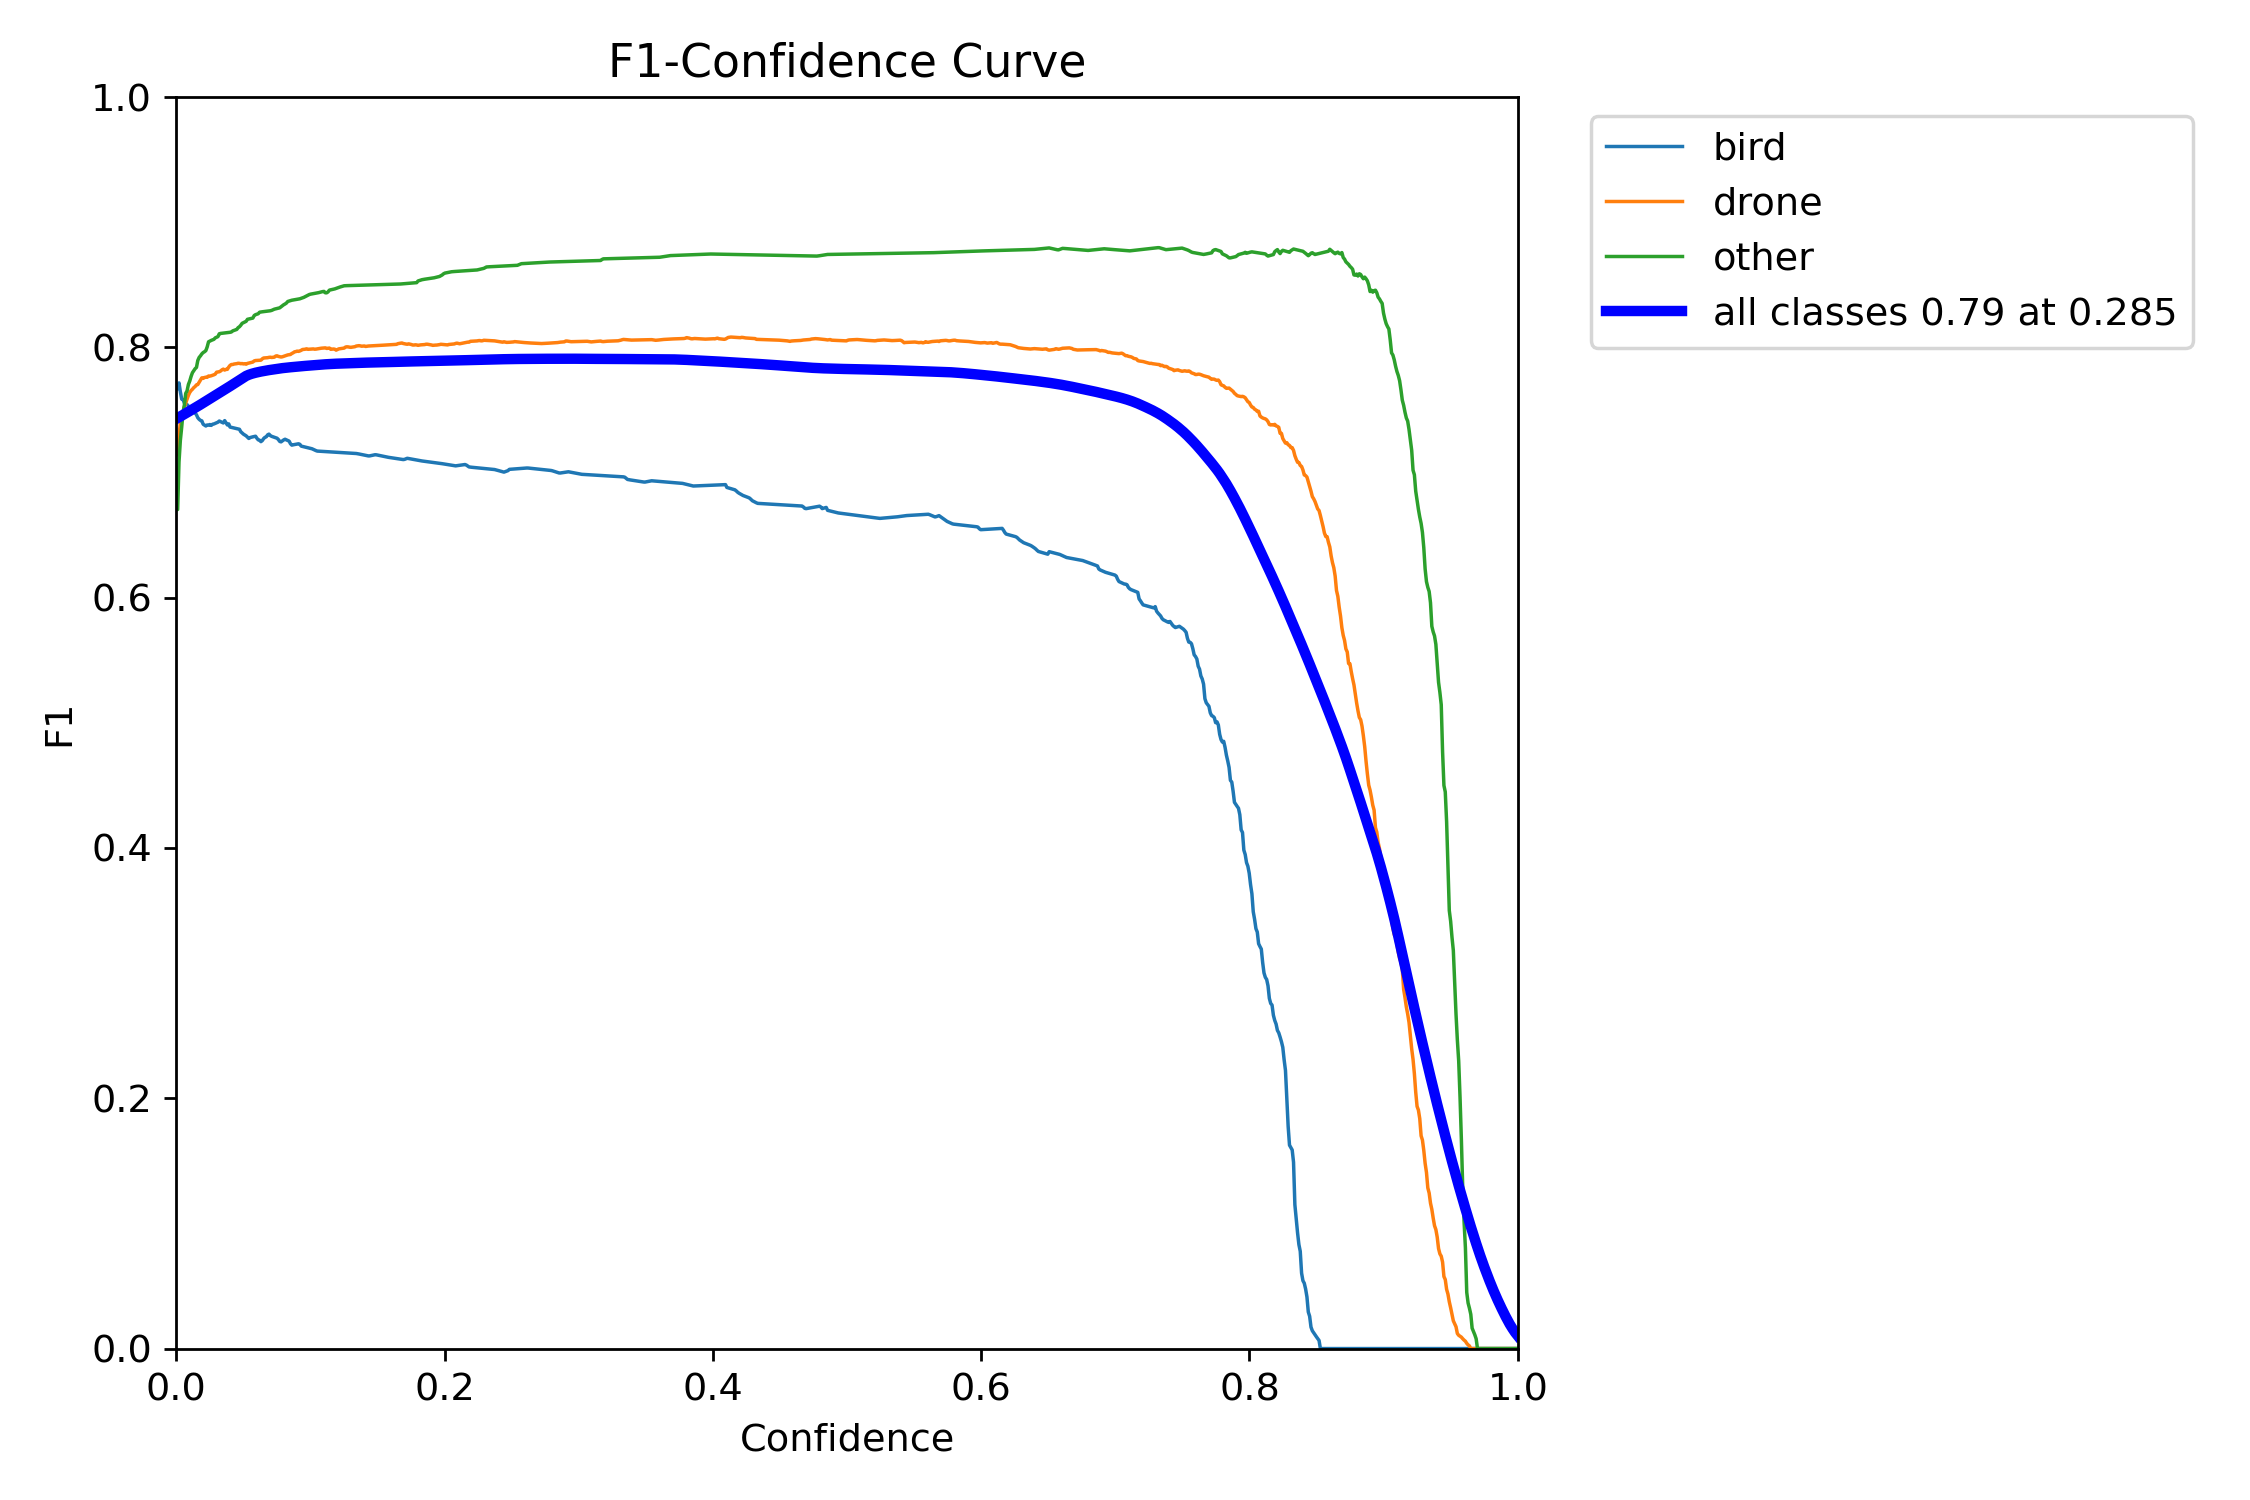 F1-Confidence Curve
1.0
0.8
0.6
0.4
0.2
0.0
F1
0.0 0.2 0.4 0.6 0.8 1.0
Confidence
bird
drone
other
all classes 0.79 at 0.285